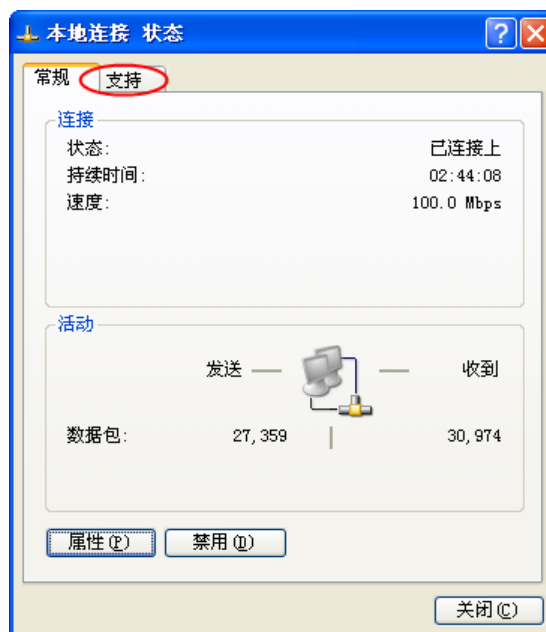 本地连接 状态
常规 支持
连接
状态: 已连接上
持续时间: 02:44:08
速度: 100.0 Mbps
活动
发送 收到
数据包: 27,359 30,974
属性(P) 禁用(D)
关闭(C)